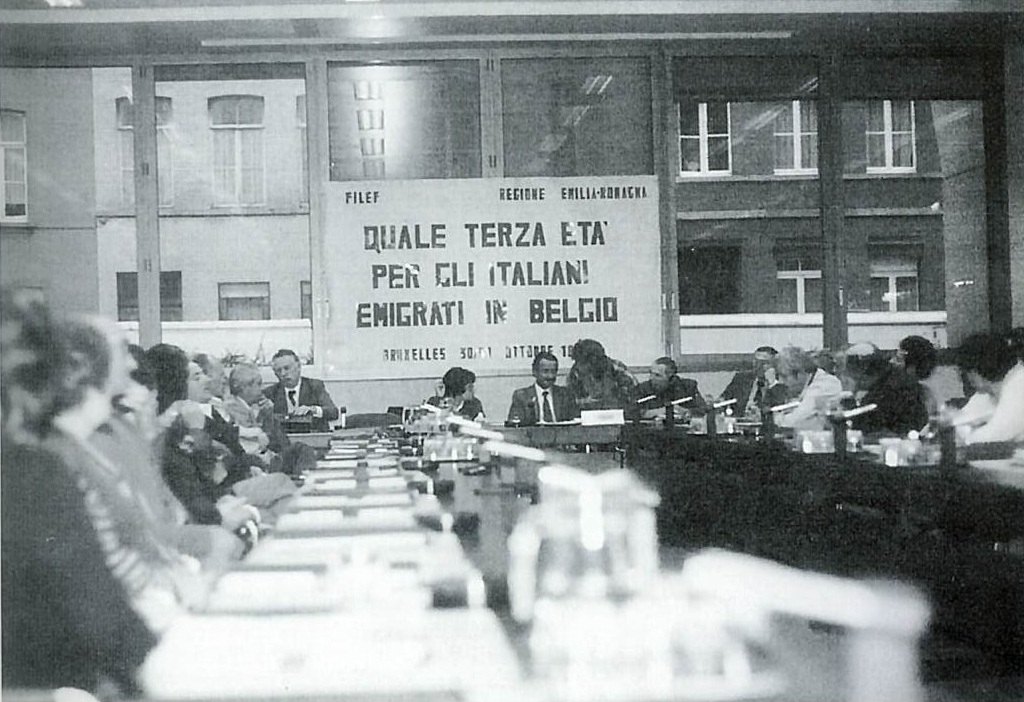 FILEF REGIONE EMILIA-ROMAGNA
QUALE TERZA ETA'
PER GLI ITALIANI
EMIGRATI IN BELGIO
BRUXELLES OTTOBRE